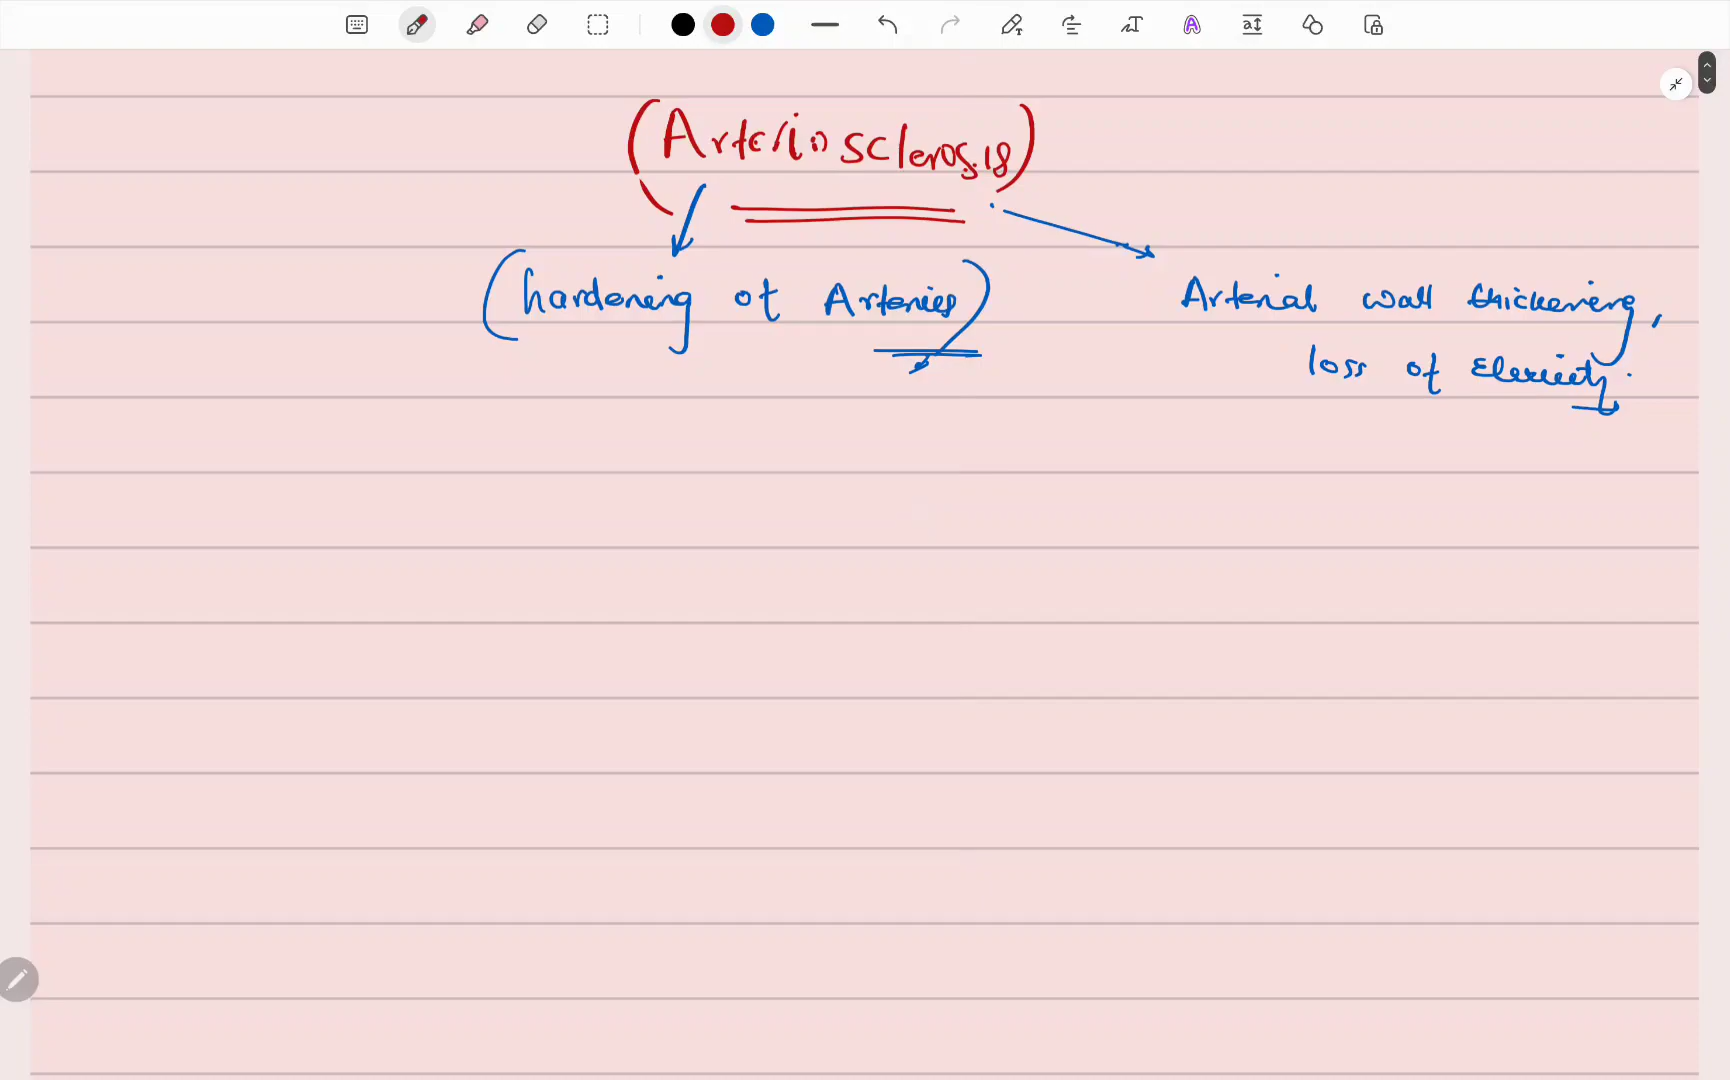 (Arteriosclerosis)
(hardening of Arteries)
Arterial wall thickening,
loss of Elasticity.